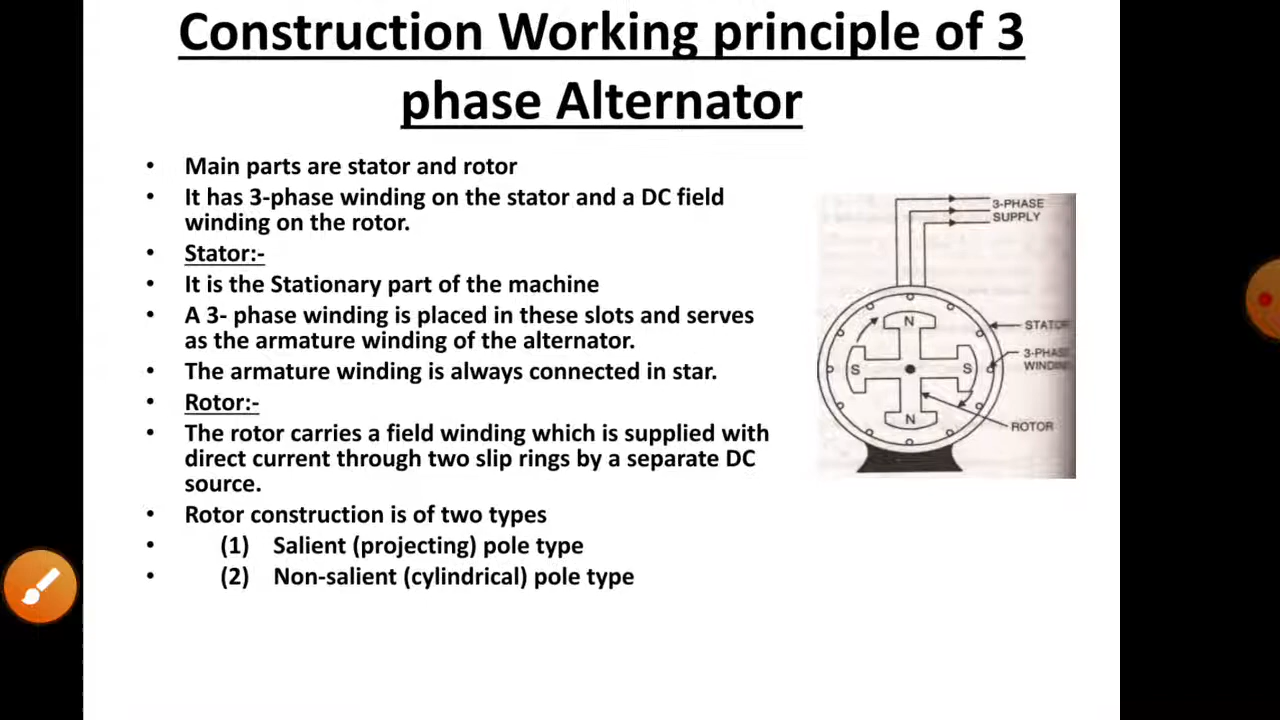 Construction Working principle of 3
phase Alternator
• Main parts are stator and rotor
• It has 3-phase winding on the stator and a DC field
winding on the rotor.
• Stator:-
• It is the Stationary part of the machine
• A 3- phase winding is placed in these slots and serves
as the armature winding of the alternator.
• The armature winding is always connected in star.
• Rotor:-
• The rotor carries a field winding which is supplied with
direct current through two slip rings by a separate DC
source.
• Rotor construction is of two types
• (1) Salient (projecting) pole type
• (2) Non-salient (cylindrical) pole type
3-PHASE
SUPPLY
N
STATOR
3-PHASE
WINDING
S
S
N
ROTOR